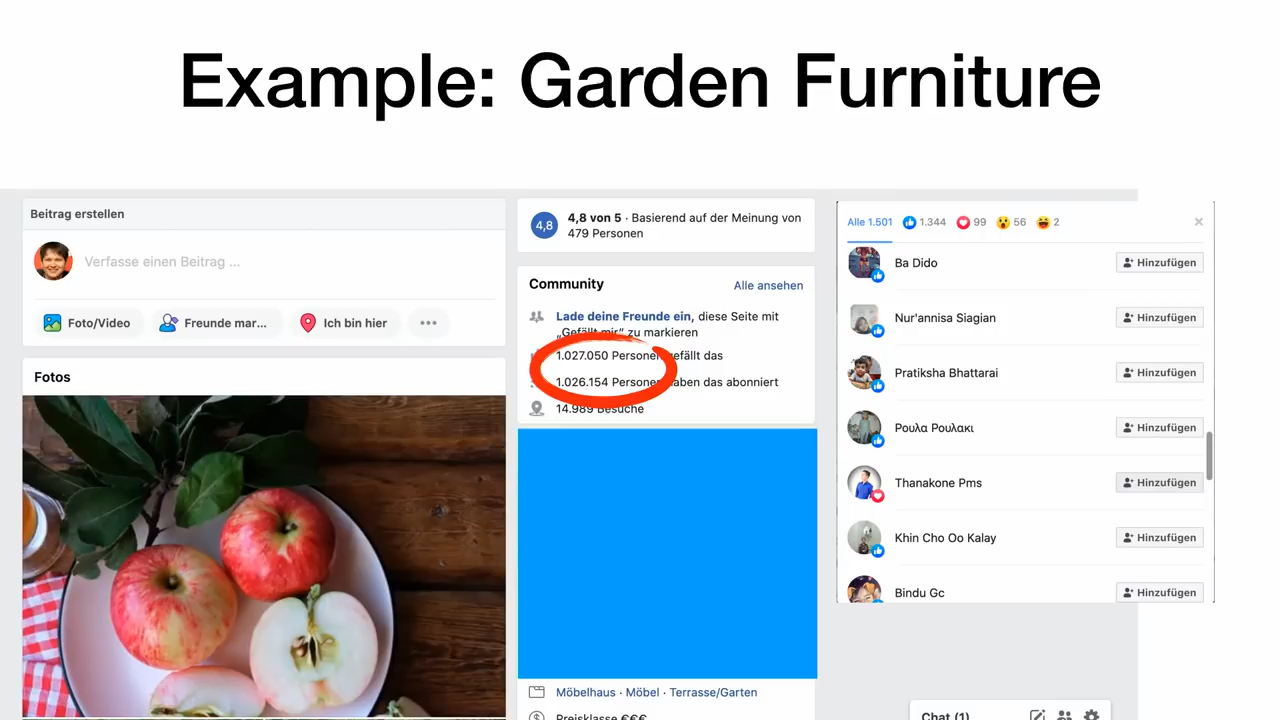 Example: Garden Furniture
Beitrag erstellen
Verfasse einen Beitrag ...
Foto/Video
Freunde mar...
Ich bin hier
Fotos
4,8
4,8 von 5 · Basierend auf der Meinung von
479 Personen
Community
Alle ansehen
Lade deine Freunde ein, diese Seite mit
„Gefällt mir“ zu markieren
1.027.050 Personen gefällt das
1.026.154 Personen haben das abonniert
14.989 Besuche
Möbelhaus · Möbel · Terrasse/Garten
Preisklasse €€€
Alle 1.501
1.344
99
56
2
Ba Dido
Hinzufügen
Nur'annisa Siagian
Hinzufügen
Pratiksha Bhattarai
Hinzufügen
Ρουλα Ρουλακι
Hinzufügen
Thanakone Pms
Hinzufügen
Khin Cho Oo Kalay
Hinzufügen
Bindu Gc
Hinzufügen
Chat (1)